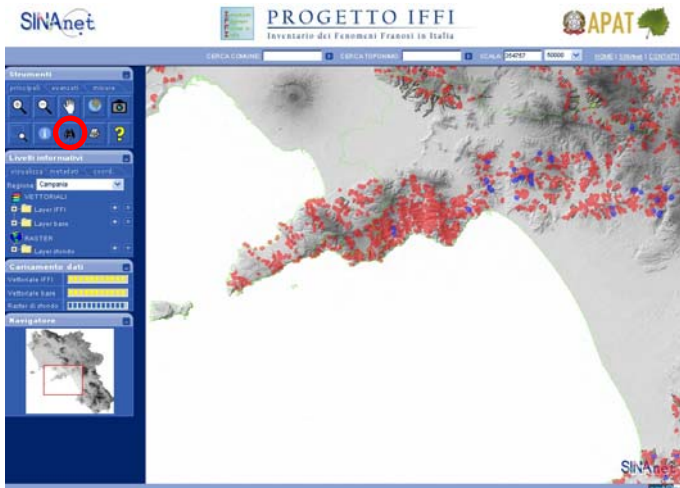 SINAnet
PROGETTO IFFI
Inventario dei Fenomeni Franosi in Italia
APAT
CERCA COMUNE CERCA TOPONIMO SCALA 354757 50000 HOME | SINAnet | CONTATTI
Strumenti
principali avanzati misure
Livelli informativi
visualizza metadati coord.
Regione Campania
VETTORIALI
Layer IFFI
Layer base
RASTER
Layer sfondo
Caricamento dati
Vettoriale IFFI
Vettoriale base
Raster di sfondo
Navigatore
SINAnet